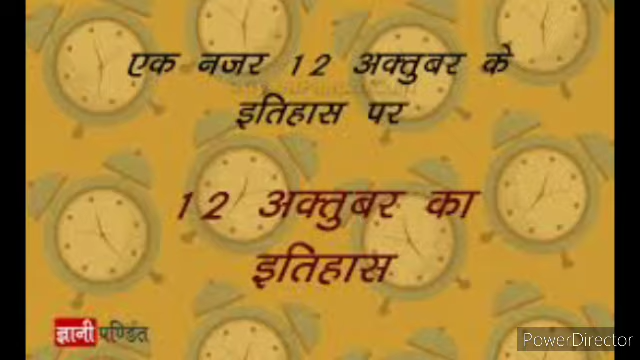 एक नजर 12 अक्तुबर के
इतिहास पर
12 अक्तुबर का
इतिहास
ज्ञानी पण्डित
PowerDirector